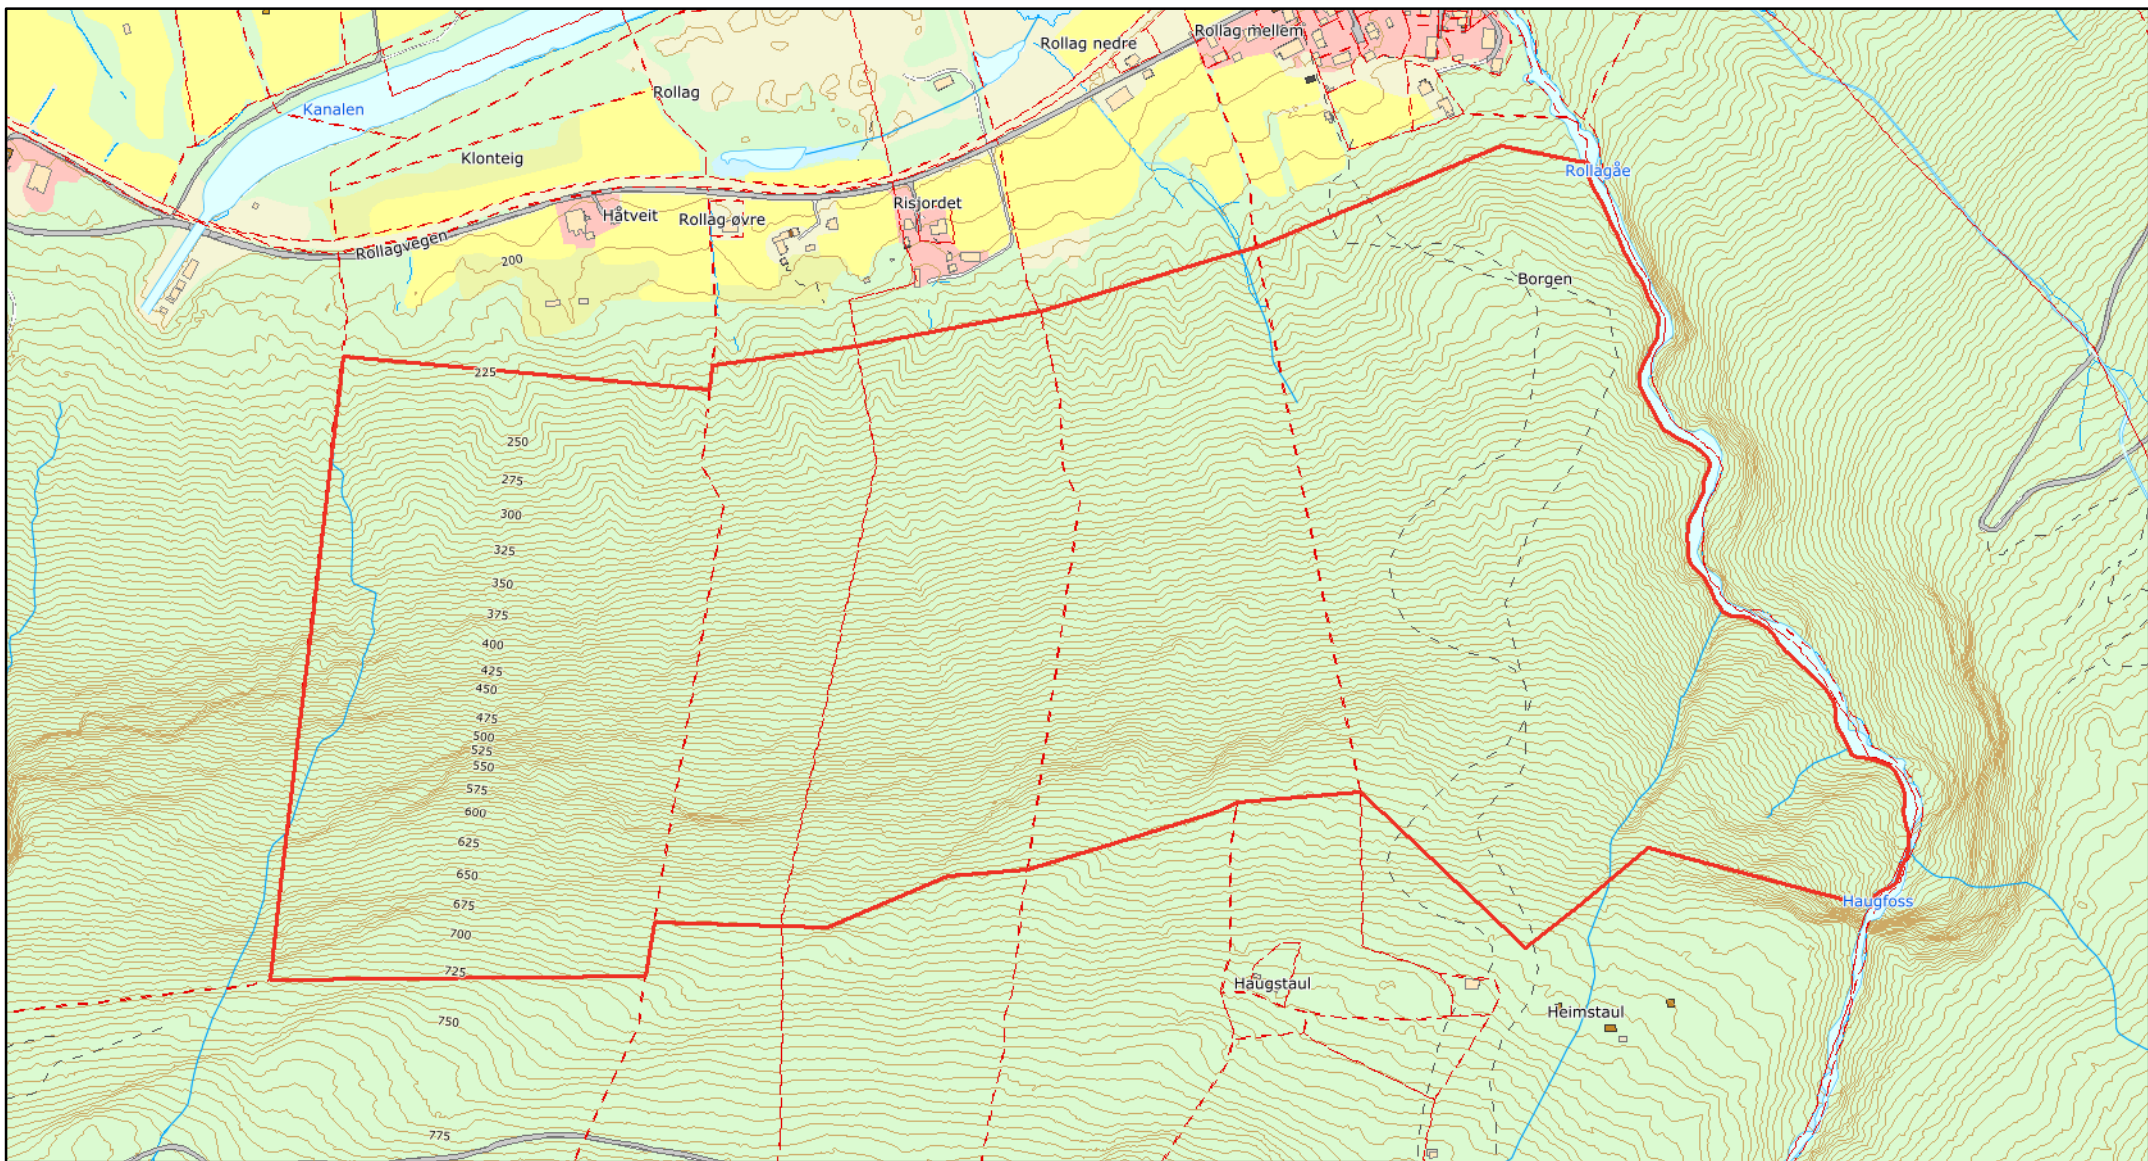 Rollag mellem
Rollag nedre
Rollag
Kanalen
Klonteig
Rollagåe
Risjordet
Håtveit
Rollag øvre
Rollagvegen
200
Borgen
225
250
275
300
325
350
375
400
425
450
475
500
525
550
575
600
625
650
675
Haugfoss
700
725
Haugstaul
Heimstaul
750
775